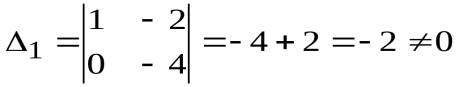 Δ₁ = |1 - 2|
|0 - 4| = - 4 + 2 = - 2 ≠ 0